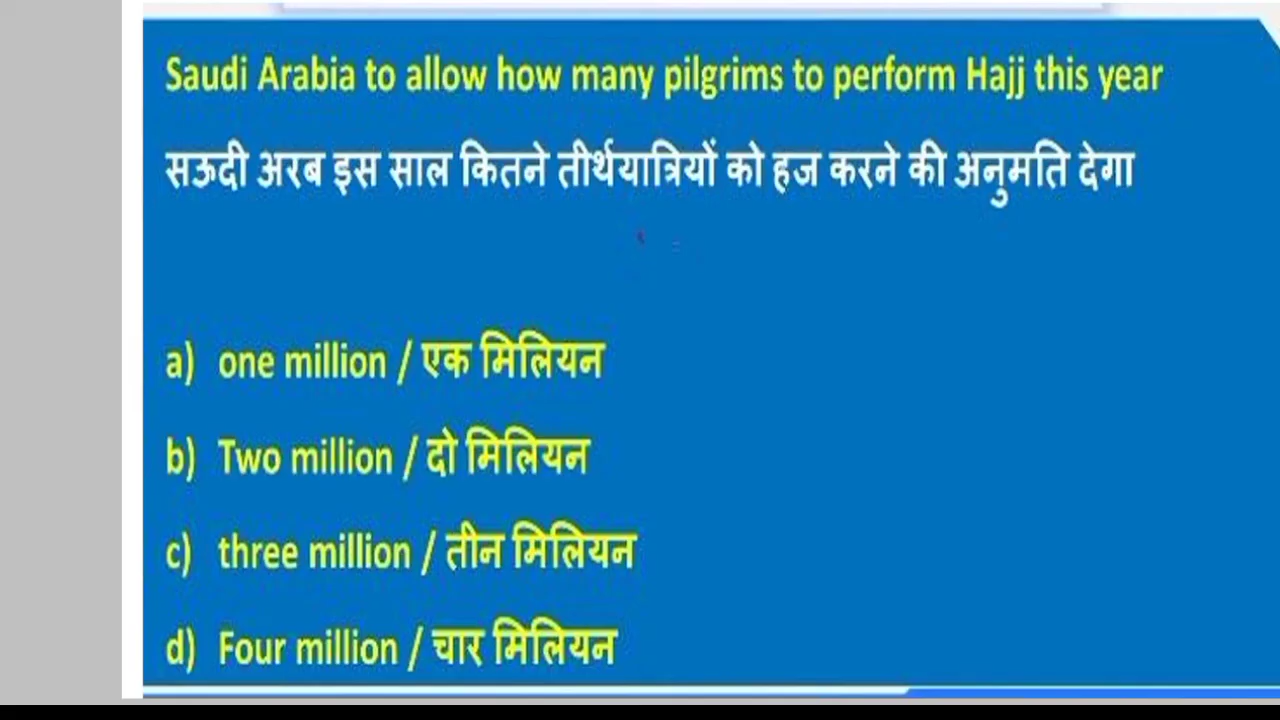 Saudi Arabia to allow how many pilgrims to perform Hajj this year
सऊदी अरब इस साल कितने तीर्थयात्रियों को हज करने की अनुमति देगा
a) one million / एक मिलियन
b) Two million / दो मिलियन
c) three million / तीन मिलियन
d) Four million / चार मिलियन